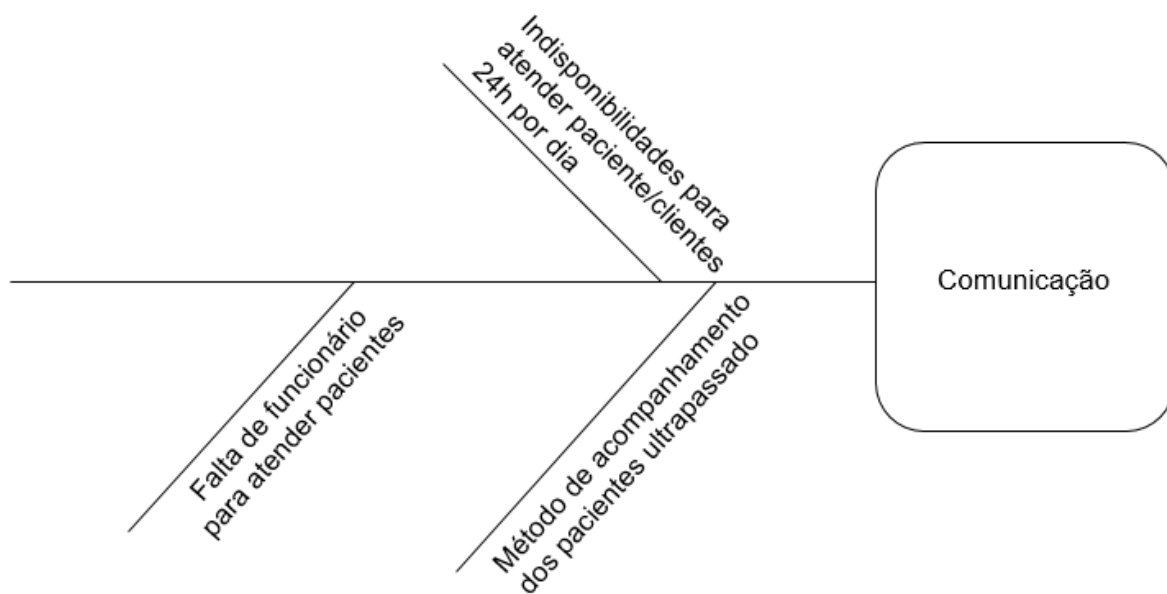 Indisponibilidades para
atender paciente/clientes
24h por dia
Comunicação
Falta de funcionário
para atender pacientes
Método de acompanhamento
dos pacientes ultrapassado